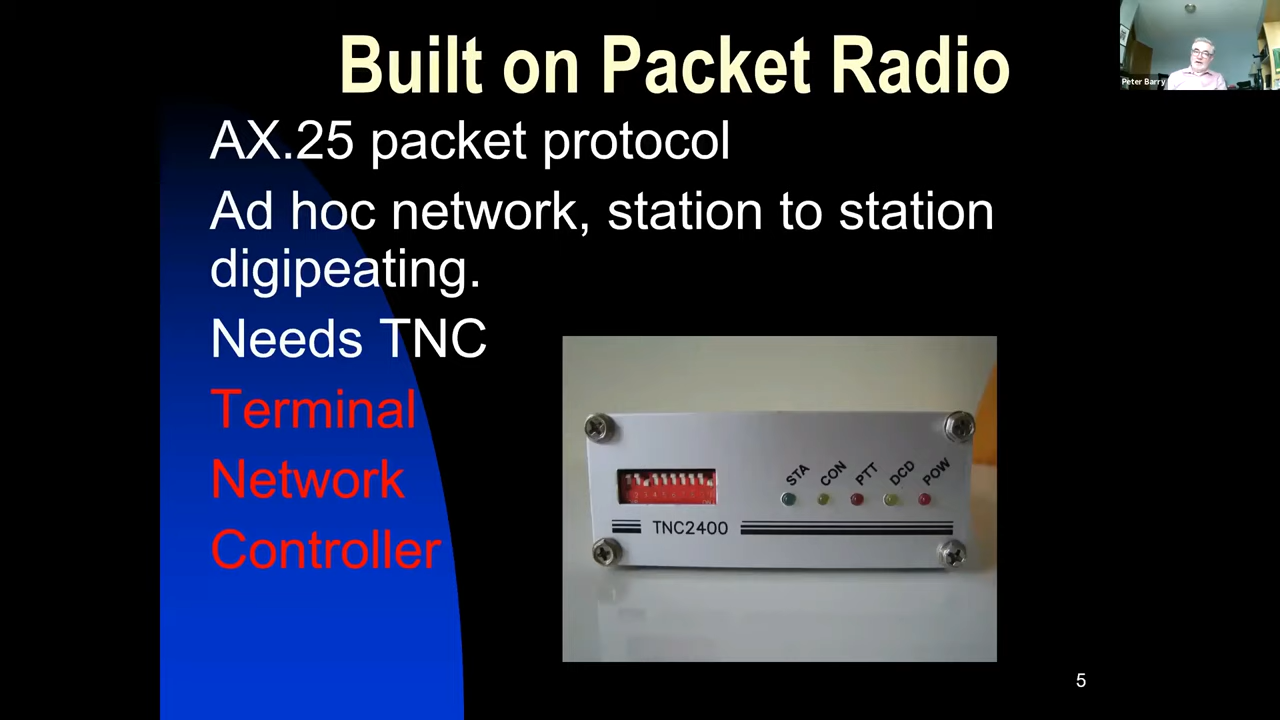 Built on Packet Radio
Peter Barry
AX.25 packet protocol
Ad hoc network, station to station
digipeating.
Needs TNC
Terminal
Network
Controller
STA CON PTT DCD POW
TNC2400
5